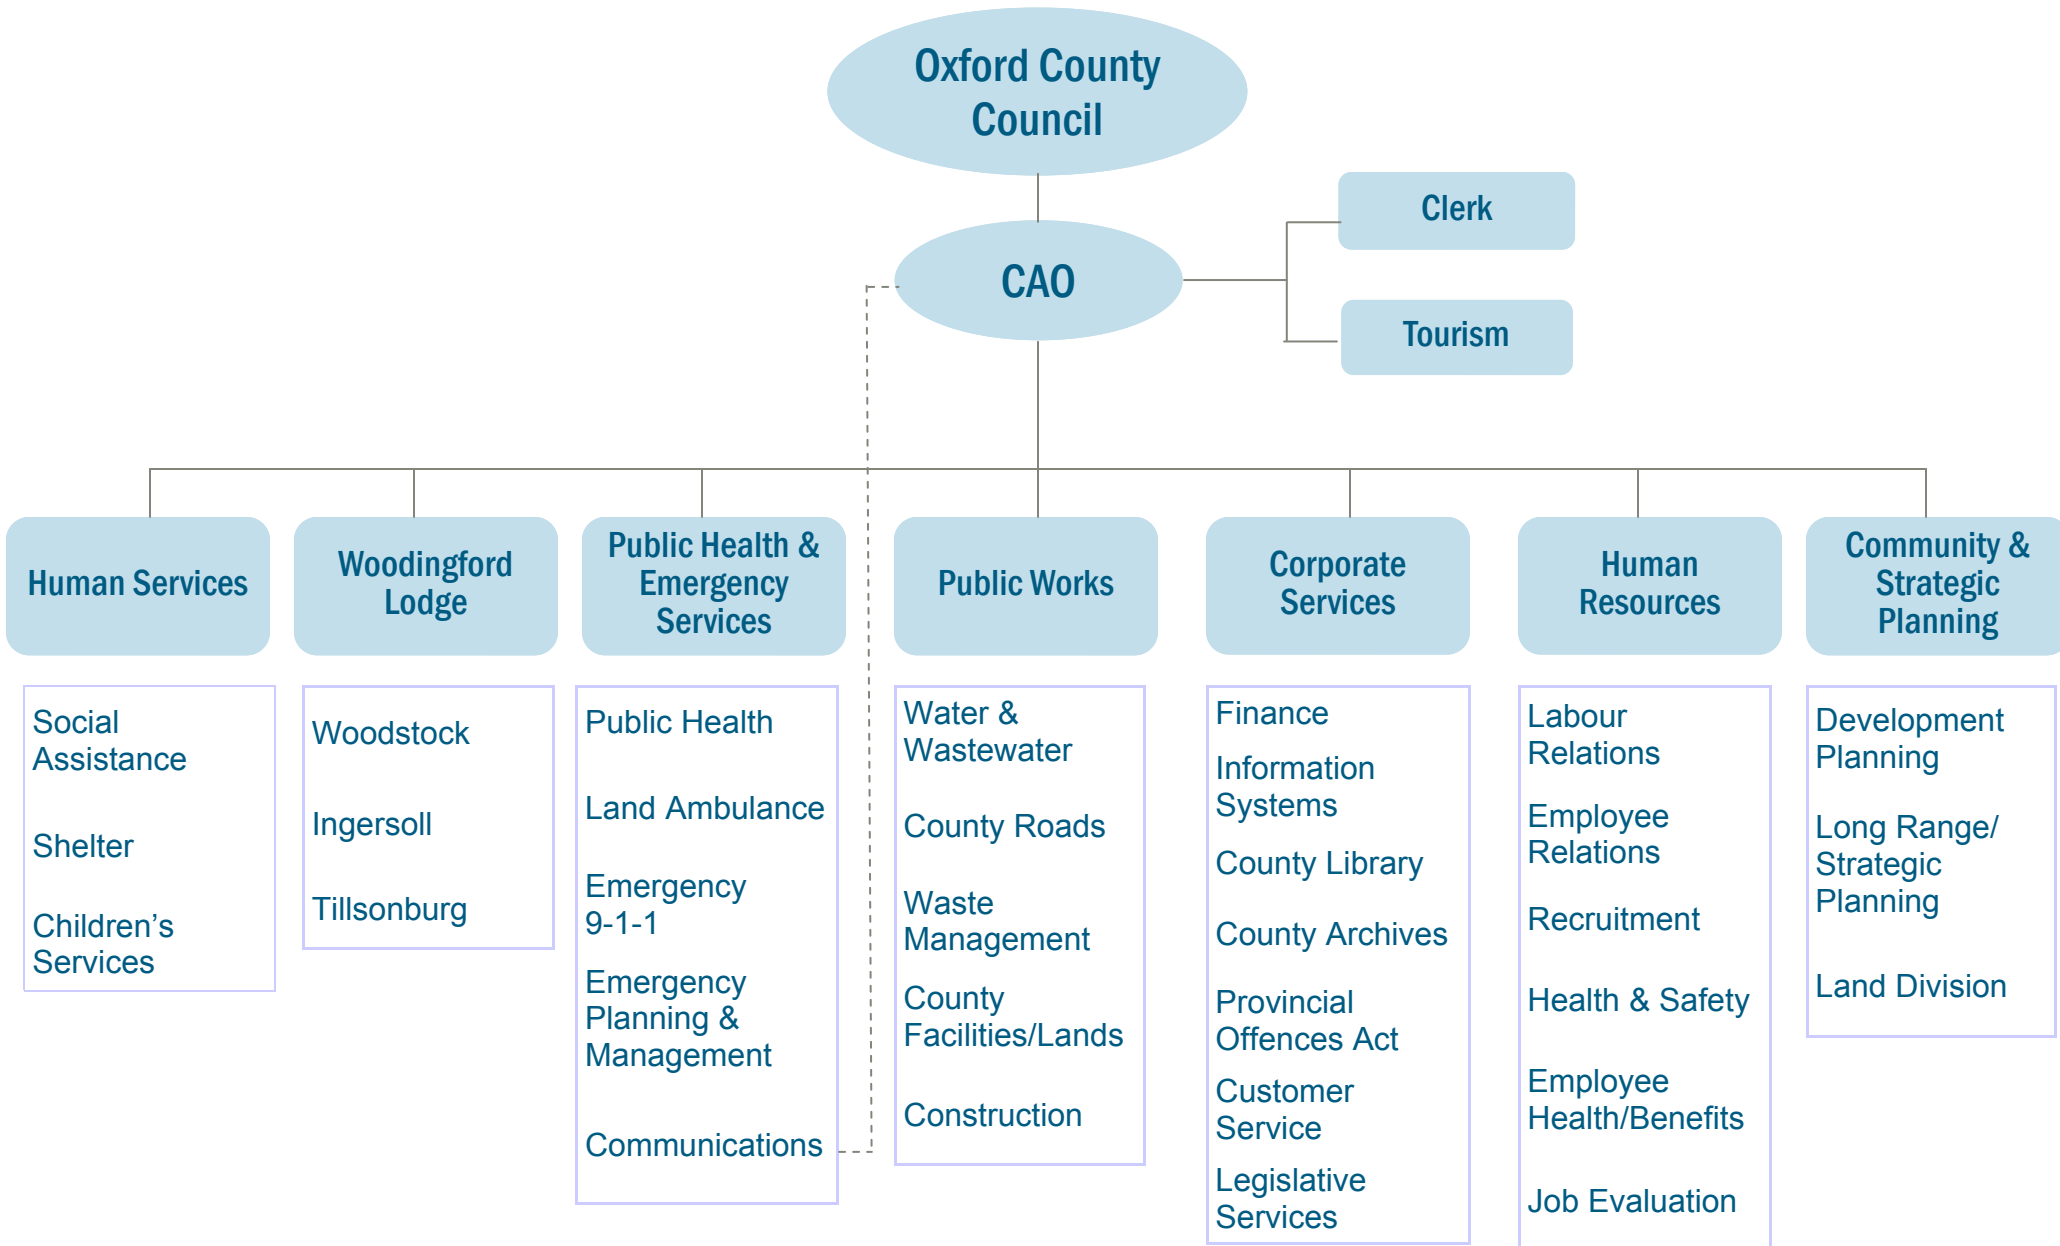 Oxford County
Council
CAO
Clerk
Tourism
Human Services
Woodingford
Lodge
Public Health &
Emergency
Services
Public Works
Corporate
Services
Human
Resources
Community &
Strategic
Planning
Social
Assistance
Shelter
Children’s
Services
Woodstock
Ingersoll
Tillsonburg
Public Health
Land Ambulance
Emergency
9-1-1
Emergency
Planning &
Management
Communications
Water &
Wastewater
County Roads
Waste
Management
County
Facilities/Lands
Construction
Finance
Information
Systems
County Library
County Archives
Provincial
Offences Act
Customer
Service
Legislative
Services
Labour
Relations
Employee
Relations
Recruitment
Health & Safety
Employee
Health/Benefits
Job Evaluation
Development
Planning
Long Range/
Strategic
Planning
Land Division